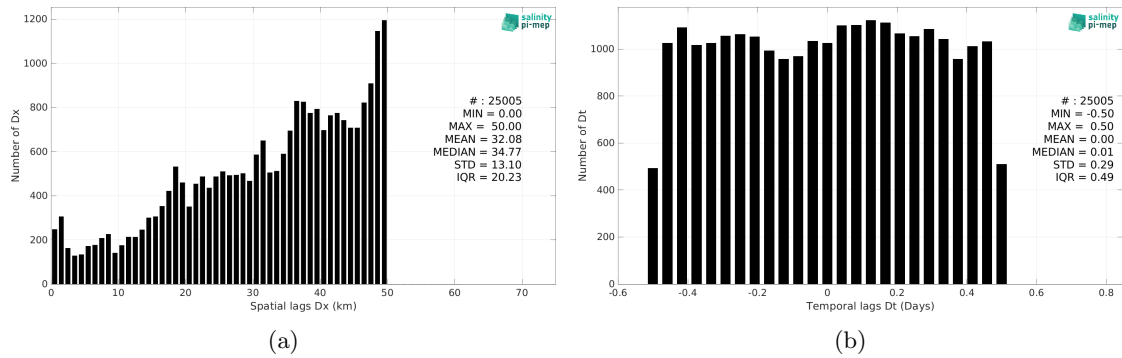 1200
1000
800
600
400
200
0
Number of Dx
0 10 20 30 40 50 60 70
Spatial lags Dx (km)
salinity
pi-mep
# : 25005
MIN = 0.00
MAX = 50.00
MEAN = 32.08
MEDIAN = 34.77
STD = 13.10
IQR = 20.23
(a)
1000
800
600
400
200
0
Number of Dt
-0.6 -0.4 -0.2 0 0.2 0.4 0.6 0.8
Temporal lags Dt (Days)
salinity
pi-mep
# : 25005
MIN = -0.50
MAX = 0.50
MEAN = 0.00
MEDIAN = 0.01
STD = 0.29
IQR = 0.49
(b)